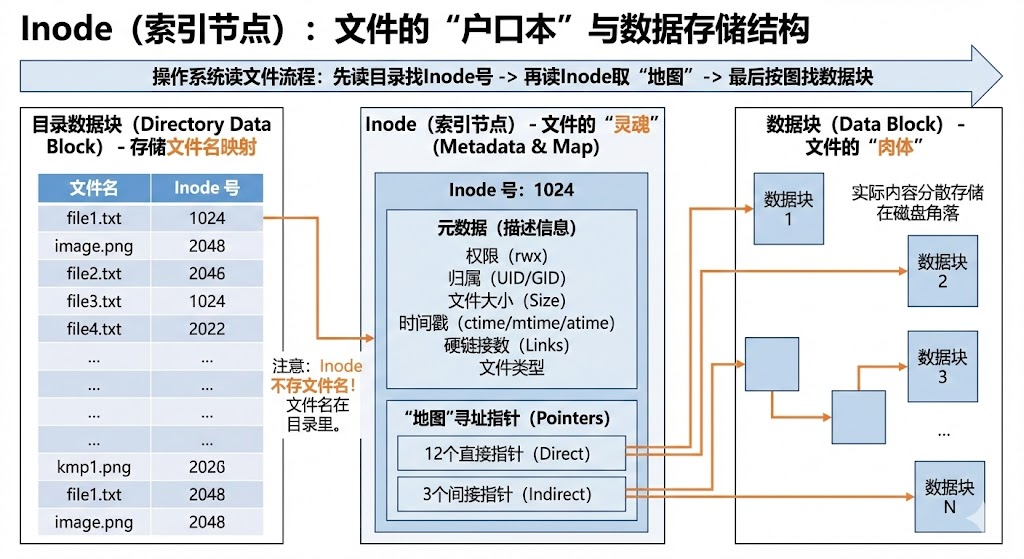 Inode（索引节点）：文件的“户口本”与数据存储结构
操作系统读文件流程：先读目录找Inode号 -> 再读Inode取“地图” -> 最后按图找数据块
目录数据块（Directory Data
Block） - 存储文件名映射
文件名 Inode 号
file1.txt 1024
image.png 2048
file2.txt 2046
file3.txt 1024
file4.txt 2022
... ...
... ...
... ...
... ...
kmp1.png 2026
file1.txt 2048
image.png 2048
注意：Inode
不存文件名！
文件名在
目录里。
Inode（索引节点） - 文件的“灵魂”
(Metadata & Map)
Inode 号：1024
元数据（描述信息）
权限（rwx）
归属（UID/GID）
文件大小（Size）
时间戳（ctime/mtime/atime）
硬链接数（Links）
文件类型
“地图”寻址指针（Pointers）
12个直接指针（Direct）
3个间接指针（Indirect）
数据块（Data Block） -
文件的“肉体”
实际内容分散存储
在磁盘角落
数据块
1
数据块
2
数据块
3
...
数据块
N